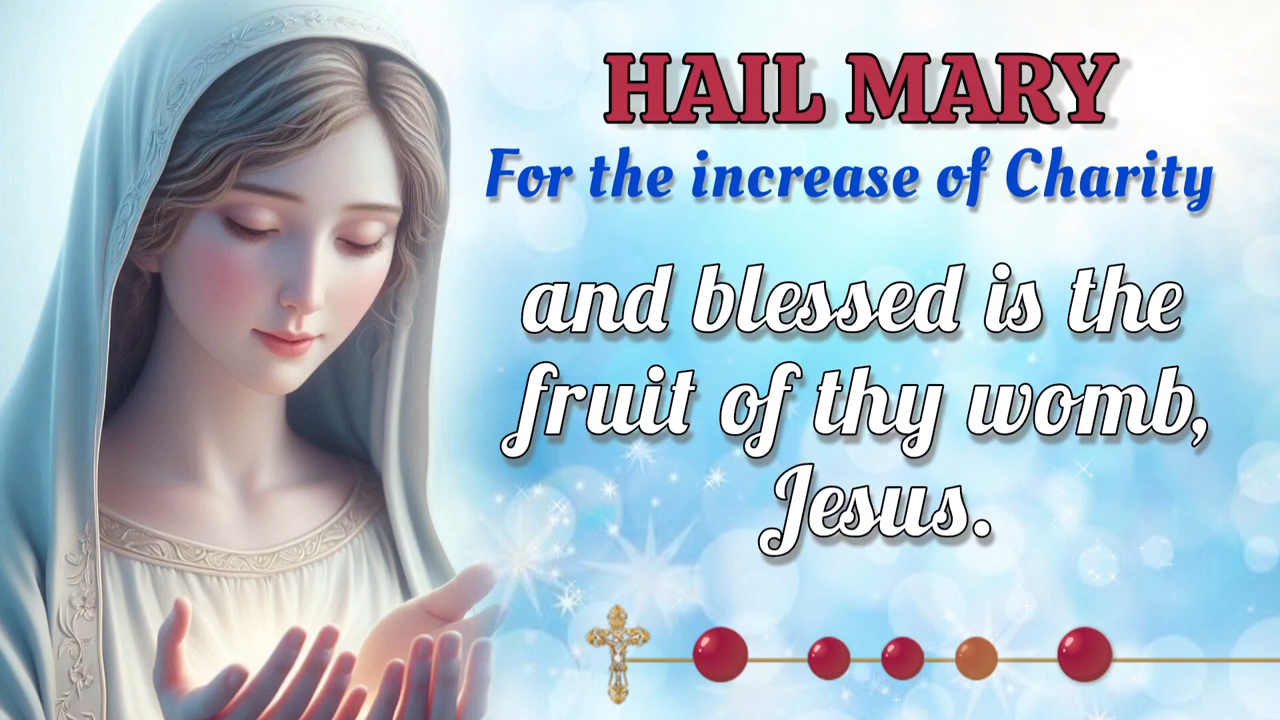 HAIL MARY
For the increase of Charity
and blessed is the
fruit of thy womb,
Jesus.